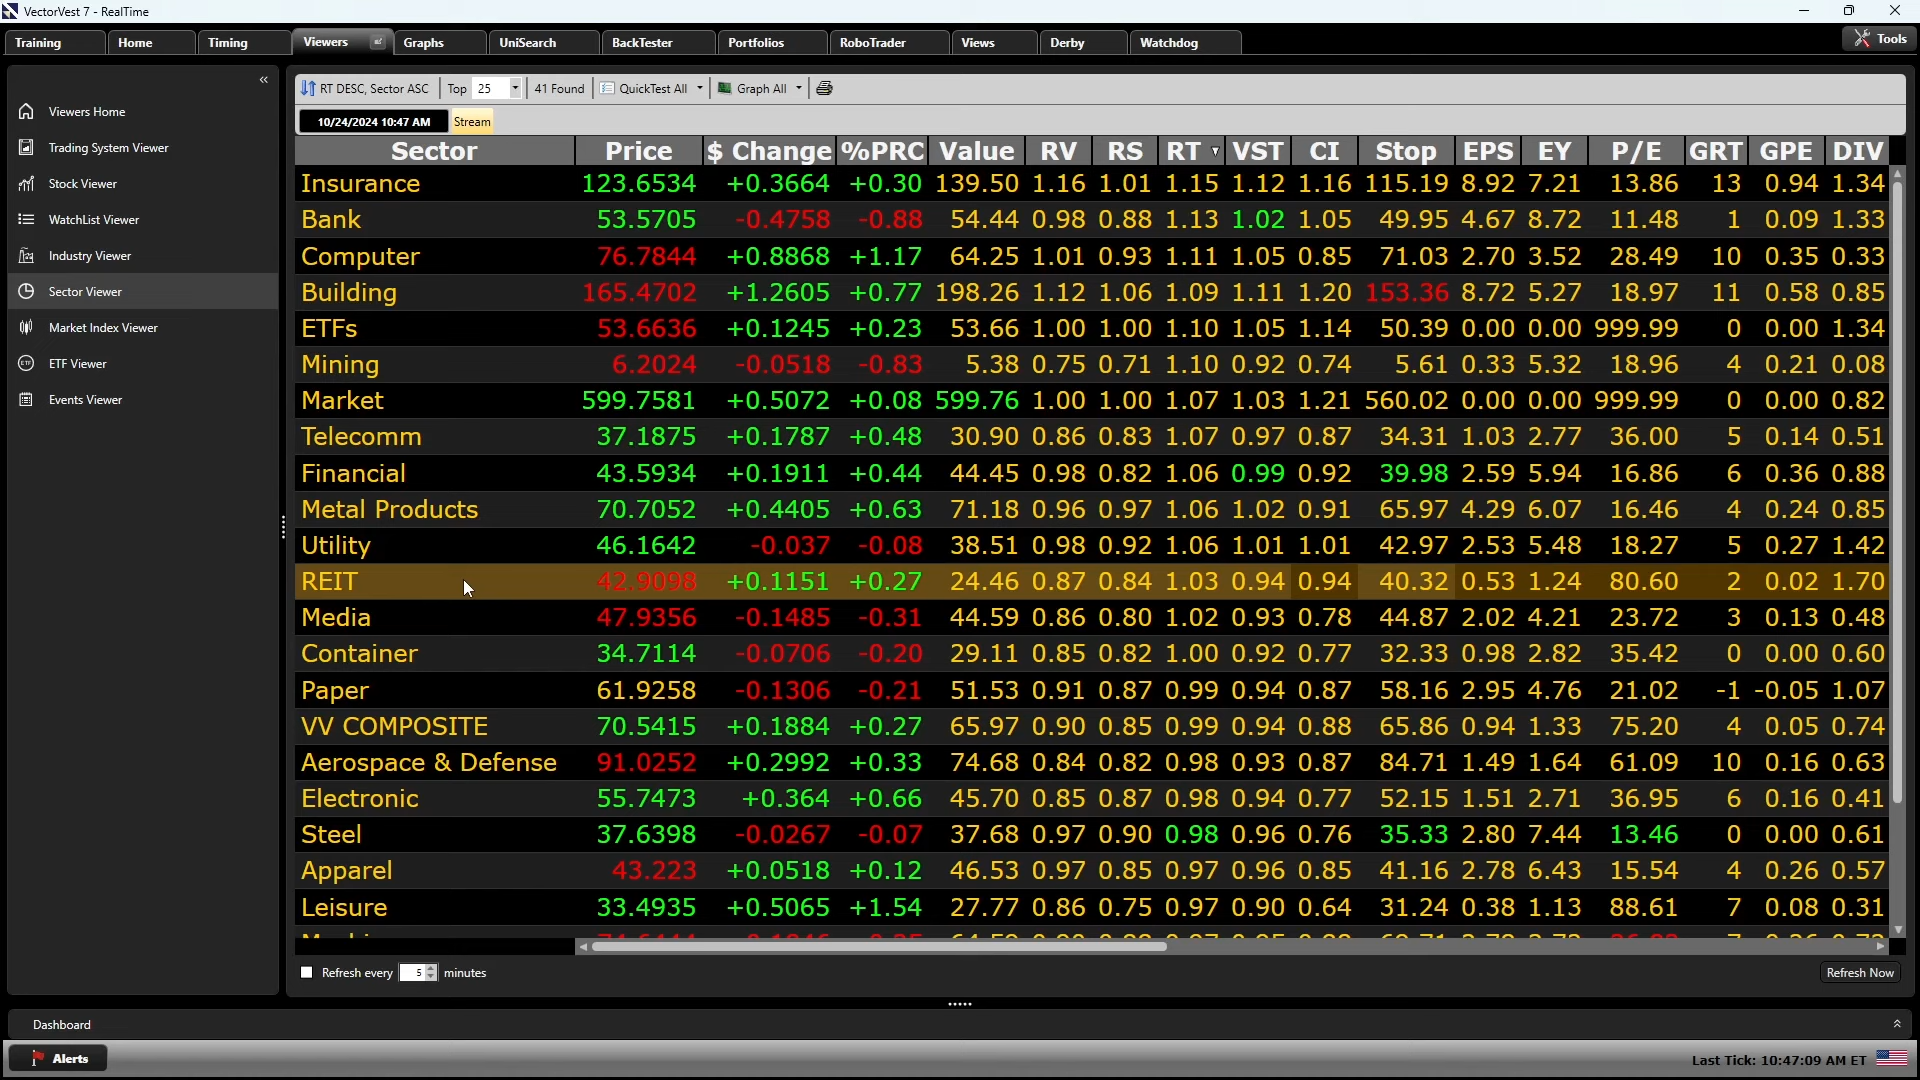 VectorVest 7 - RealTime
Training Home Timing Viewers Graphs UniSearch BackTester Portfolios RoboTrader Views Derby Watchdog Tools
Viewers Home
Trading System Viewer
Stock Viewer
WatchList Viewer
Industry Viewer
Sector Viewer
Market Index Viewer
ETF Viewer
Events Viewer
RT DESC, Sector ASC Top 25 41 Found QuickTest All Graph All
10/24/2024 10:47 AM Stream
Sector Price $ Change %PRC Value RV RS RT VST CI Stop EPS EY P/E GRT GPE DIV
Insurance 123.6534 +0.3664 +0.30 139.50 1.16 1.01 1.15 1.12 1.16 115.19 8.92 7.21 13.86 13 0.94 1.34
Bank 53.5705 -0.4758 -0.88 54.44 0.98 0.88 1.13 1.02 1.05 49.95 4.67 8.72 11.48 1 0.09 1.33
Computer 76.7844 +0.8868 +1.17 64.25 1.01 0.93 1.11 1.05 0.85 71.03 2.70 3.52 28.49 10 0.35 0.33
Building 165.4702 +1.2605 +0.77 198.26 1.12 1.06 1.09 1.11 1.20 153.36 8.72 5.27 18.97 11 0.58 0.85
ETFs 53.6636 +0.1245 +0.23 53.66 1.00 1.00 1.10 1.05 1.14 50.39 0.00 0.00 999.99 0 0.00 1.34
Mining 6.2024 -0.0518 -0.83 5.38 0.75 0.71 1.10 0.92 0.74 5.61 0.33 5.32 18.96 4 0.21 0.08
Market 599.7581 +0.5072 +0.08 599.76 1.00 1.00 1.07 1.03 1.21 560.02 0.00 0.00 999.99 0 0.00 0.82
Telecomm 37.1875 +0.1787 +0.48 30.90 0.86 0.83 1.07 0.97 0.87 34.31 1.03 2.77 36.00 5 0.14 0.51
Financial 43.5934 +0.1911 +0.44 44.45 0.98 0.82 1.06 0.99 0.92 39.98 2.59 5.94 16.86 6 0.36 0.88
Metal Products 70.7052 +0.4405 +0.63 71.18 0.96 0.97 1.06 1.02 0.91 65.97 4.29 6.07 16.46 4 0.24 0.85
Utility 46.1642 -0.037 -0.08 38.51 0.98 0.92 1.06 1.01 1.01 42.97 2.53 5.48 18.27 5 0.27 1.42
REIT 42.9098 +0.1151 +0.27 24.46 0.87 0.84 1.03 0.94 0.94 40.32 0.53 1.24 80.60 2 0.02 1.70
Media 47.9356 -0.1485 -0.31 44.59 0.86 0.80 1.02 0.93 0.78 44.87 2.02 4.21 23.72 3 0.13 0.48
Container 34.7114 -0.0706 -0.20 29.11 0.85 0.82 1.00 0.92 0.77 32.33 0.98 2.82 35.42 0 0.00 0.60
Paper 61.9258 -0.1306 -0.21 51.53 0.91 0.87 0.99 0.94 0.87 58.16 2.95 4.76 21.02 -1 -0.05 1.07
VV COMPOSITE 70.5415 +0.1884 +0.27 65.97 0.90 0.85 0.99 0.94 0.88 65.86 0.94 1.33 75.20 4 0.05 0.74
Aerospace & Defense 91.0252 +0.2992 +0.33 74.68 0.84 0.82 0.98 0.93 0.87 84.71 1.49 1.64 61.09 10 0.16 0.63
Electronic 55.7473 +0.364 +0.66 45.70 0.85 0.87 0.98 0.94 0.77 52.15 1.51 2.71 36.95 6 0.16 0.41
Steel 37.6398 -0.0267 -0.07 37.68 0.97 0.90 0.98 0.96 0.76 35.33 2.80 7.44 13.46 0 0.00 0.61
Apparel 43.223 +0.0518 +0.12 46.53 0.97 0.85 0.97 0.96 0.85 41.16 2.78 6.43 15.54 4 0.26 0.57
Leisure 33.4935 +0.5065 +1.54 27.77 0.86 0.75 0.97 0.90 0.64 31.24 0.38 1.13 88.61 7 0.08 0.31
Refresh every 5 minutes Refresh Now
Dashboard
Alerts Last Tick: 10:47:09 AM ET